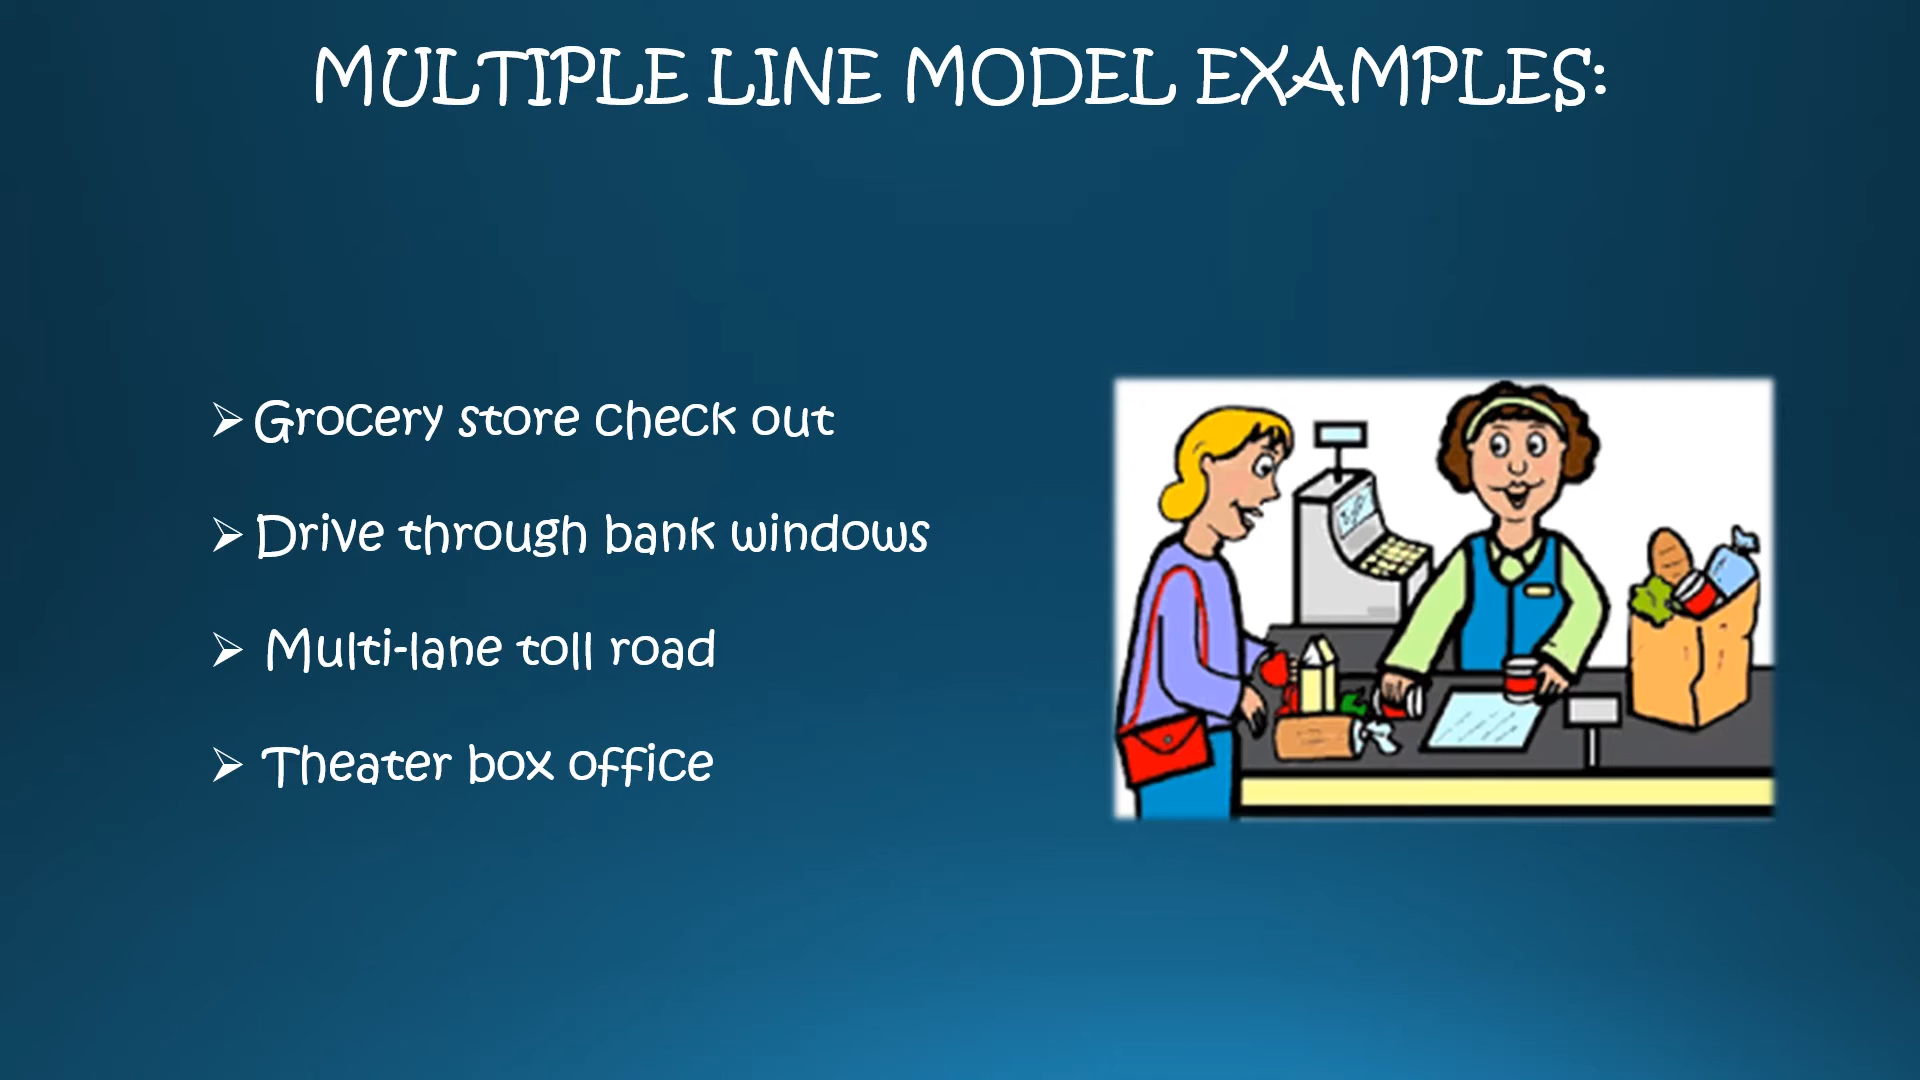 MULTIPLE LINE MODEL EXAMPLES:
Grocery store check out
Drive through bank windows
Multi-lane toll road
Theater box office